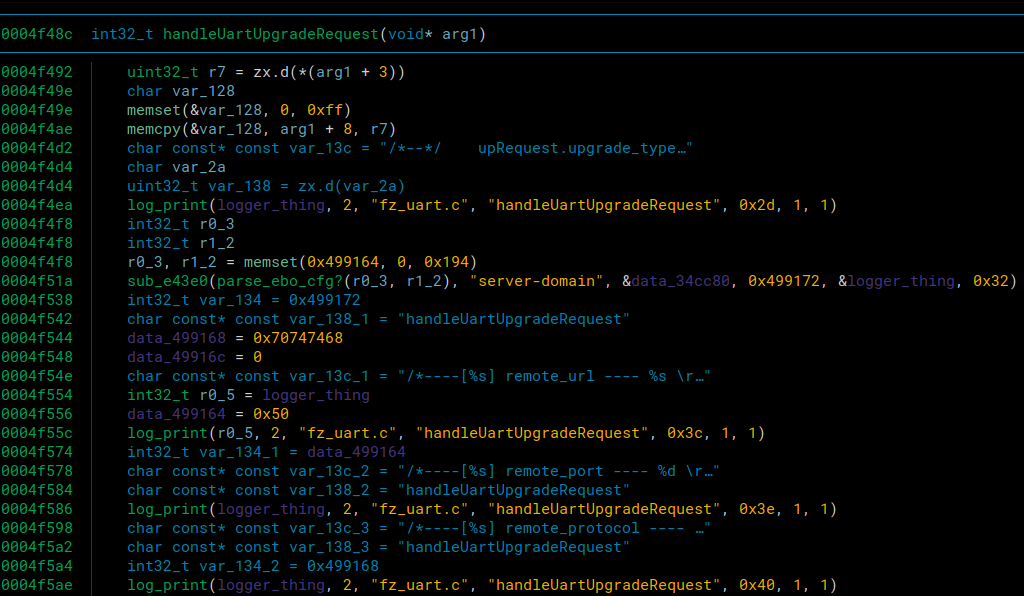 0004f48c  int32_t handleUartUpgradeRequest(void* arg1)
0004f492      uint32_t r7 = zx.d(*(arg1 + 3))
0004f49e      char var_128
0004f49e      memset(&var_128, 0, 0xff)
0004f4ae      memcpy(&var_128, arg1 + 8, r7)
0004f4d2      char const* const var_13c = "/*--*/    upRequest.upgrade_type…"
0004f4d4      char var_2a
0004f4d4      uint32_t var_138 = zx.d(var_2a)
0004f4ea      log_print(logger_thing, 2, "fz_uart.c", "handleUartUpgradeRequest", 0x2d, 1, 1)
0004f4f8      int32_t r0_3
0004f4f8      int32_t r1_2
0004f4f8      r0_3, r1_2 = memset(0x499164, 0, 0x194)
0004f51a      sub_e43e0(parse_ebo_cfg?(r0_3, r1_2), "server-domain", &data_34cc80, 0x499172, &logger_thing, 0x32)
0004f538      int32_t var_134 = 0x499172
0004f542      char const* const var_138_1 = "handleUartUpgradeRequest"
0004f544      data_499168 = 0x70747468
0004f548      data_49916c = 0
0004f54e      char const* const var_13c_1 = "/*----[%s] remote_url ---- %s \r…"
0004f554      int32_t r0_5 = logger_thing
0004f556      data_499164 = 0x50
0004f55c      log_print(r0_5, 2, "fz_uart.c", "handleUartUpgradeRequest", 0x3c, 1, 1)
0004f574      int32_t var_134_1 = data_499164
0004f578      char const* const var_13c_2 = "/*----[%s] remote_port ---- %d \r…"
0004f584      char const* const var_138_2 = "handleUartUpgradeRequest"
0004f586      log_print(logger_thing, 2, "fz_uart.c", "handleUartUpgradeRequest", 0x3e, 1, 1)
0004f598      char const* const var_13c_3 = "/*----[%s] remote_protocol ---- …"
0004f5a2      char const* const var_138_3 = "handleUartUpgradeRequest"
0004f5a4      int32_t var_134_2 = 0x499168
0004f5ae      log_print(logger_thing, 2, "fz_uart.c", "handleUartUpgradeRequest", 0x40, 1, 1)